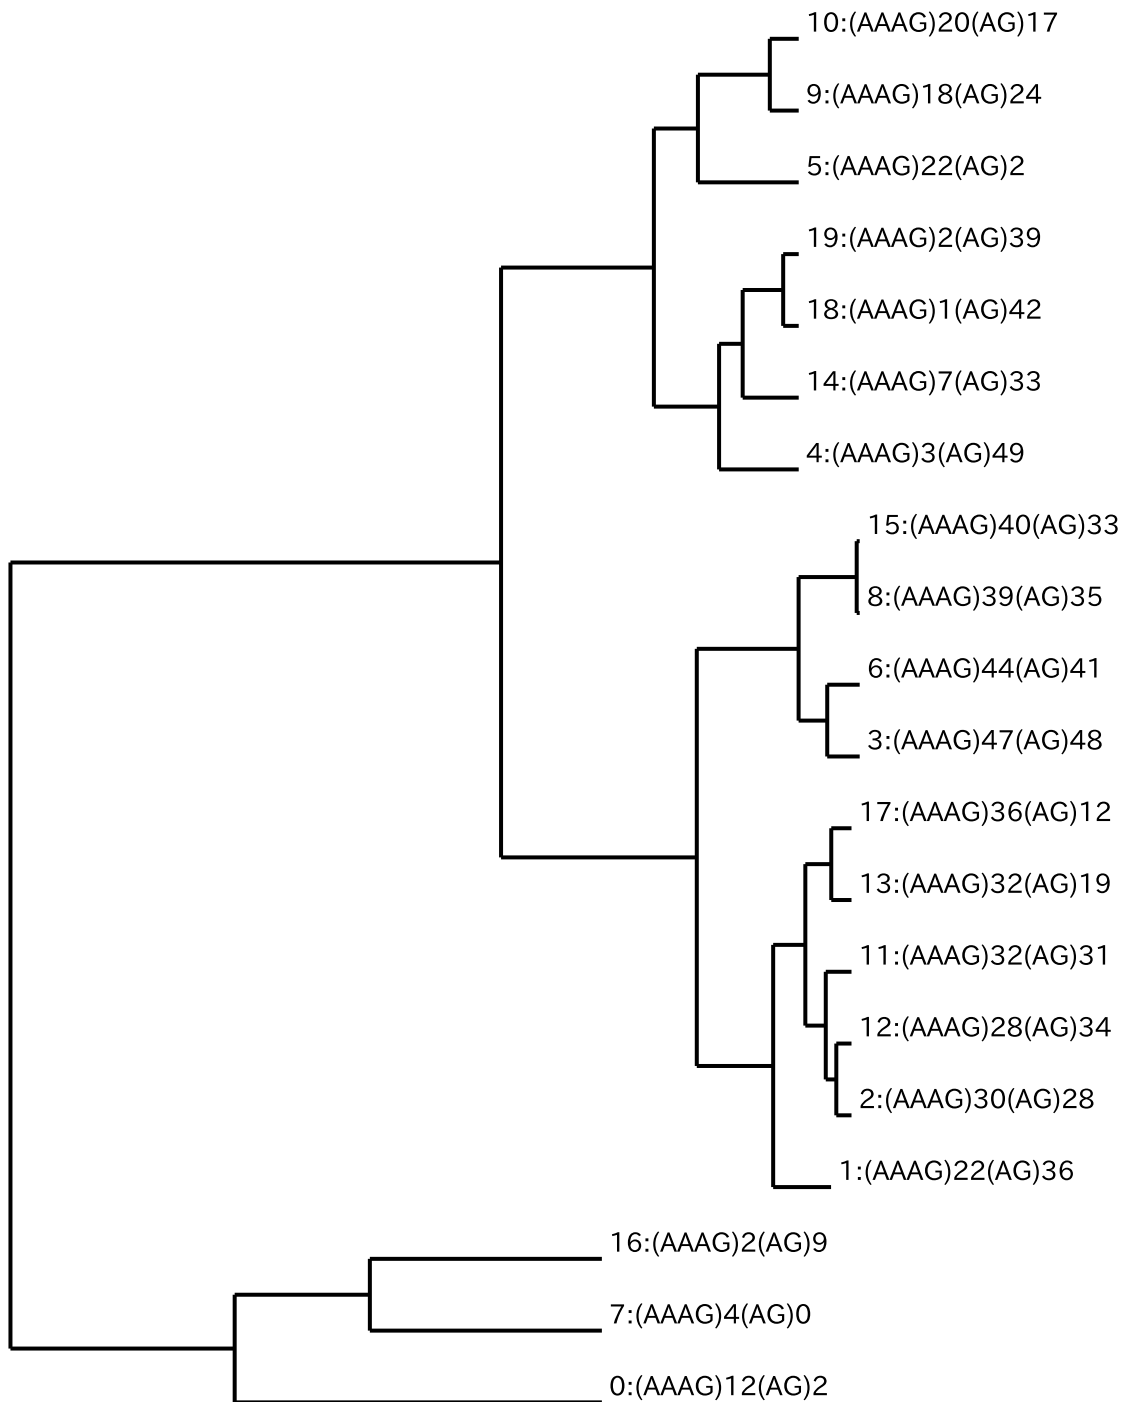 10:(AAAG)20(AG)17
9:(AAAG)18(AG)24
5:(AAAG)22(AG)2
19:(AAAG)2(AG)39
18:(AAAG)1(AG)42
14:(AAAG)7(AG)33
4:(AAAG)3(AG)49
15:(AAAG)40(AG)33
8:(AAAG)39(AG)35
6:(AAAG)44(AG)41
3:(AAAG)47(AG)48
17:(AAAG)36(AG)12
13:(AAAG)32(AG)19
11:(AAAG)32(AG)31
12:(AAAG)28(AG)34
2:(AAAG)30(AG)28
1:(AAAG)22(AG)36
16:(AAAG)2(AG)9
7:(AAAG)4(AG)0
0:(AAAG)12(AG)2